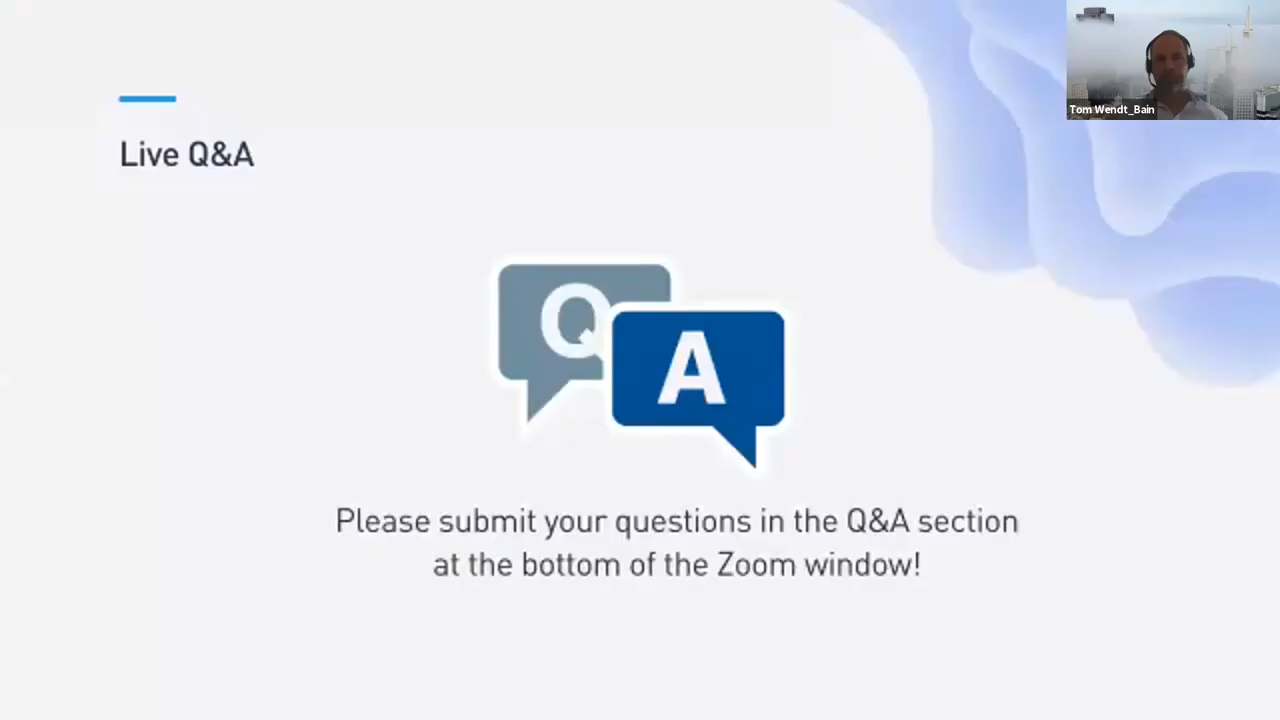 Tom Wendt_Bain
Live Q&A
Q
A
Please submit your questions in the Q&A section
at the bottom of the Zoom window!